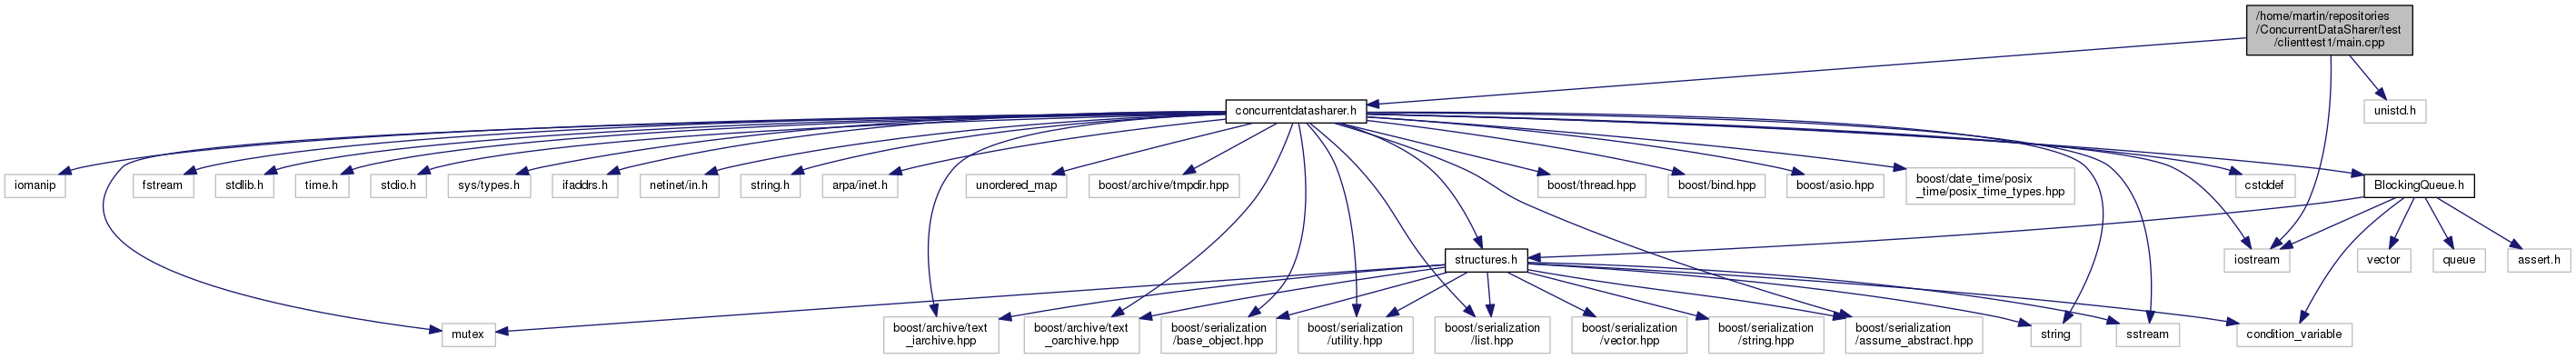 /home/martin/repositories
/ConcurrentDataSharer/test
/clienttest1/main.cpp
concurrentdatasharer.h
unistd.h
iomanip
fstream
stdlib.h
time.h
stdio.h
sys/types.h
ifaddrs.h
netinet/in.h
string.h
arpa/inet.h
unordered_map
boost/archive/tmpdir.hpp
boost/thread.hpp
boost/bind.hpp
boost/asio.hpp
boost/date_time/posix
_time/posix_time_types.hpp
cstddef
BlockingQueue.h
structures.h
iostream
vector
queue
assert.h
mutex
boost/archive/text
_iarchive.hpp
boost/archive/text
_oarchive.hpp
boost/serialization
/base_object.hpp
boost/serialization
/utility.hpp
boost/serialization
/list.hpp
boost/serialization
/vector.hpp
boost/serialization
/string.hpp
boost/serialization
/assume_abstract.hpp
string
sstream
condition_variable